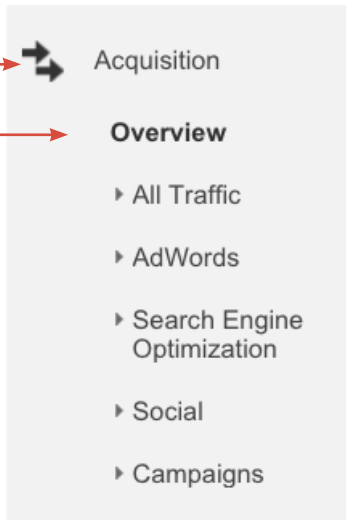 Acquisition
Overview
All Traffic
AdWords
Search Engine
Optimization
Social
Campaigns